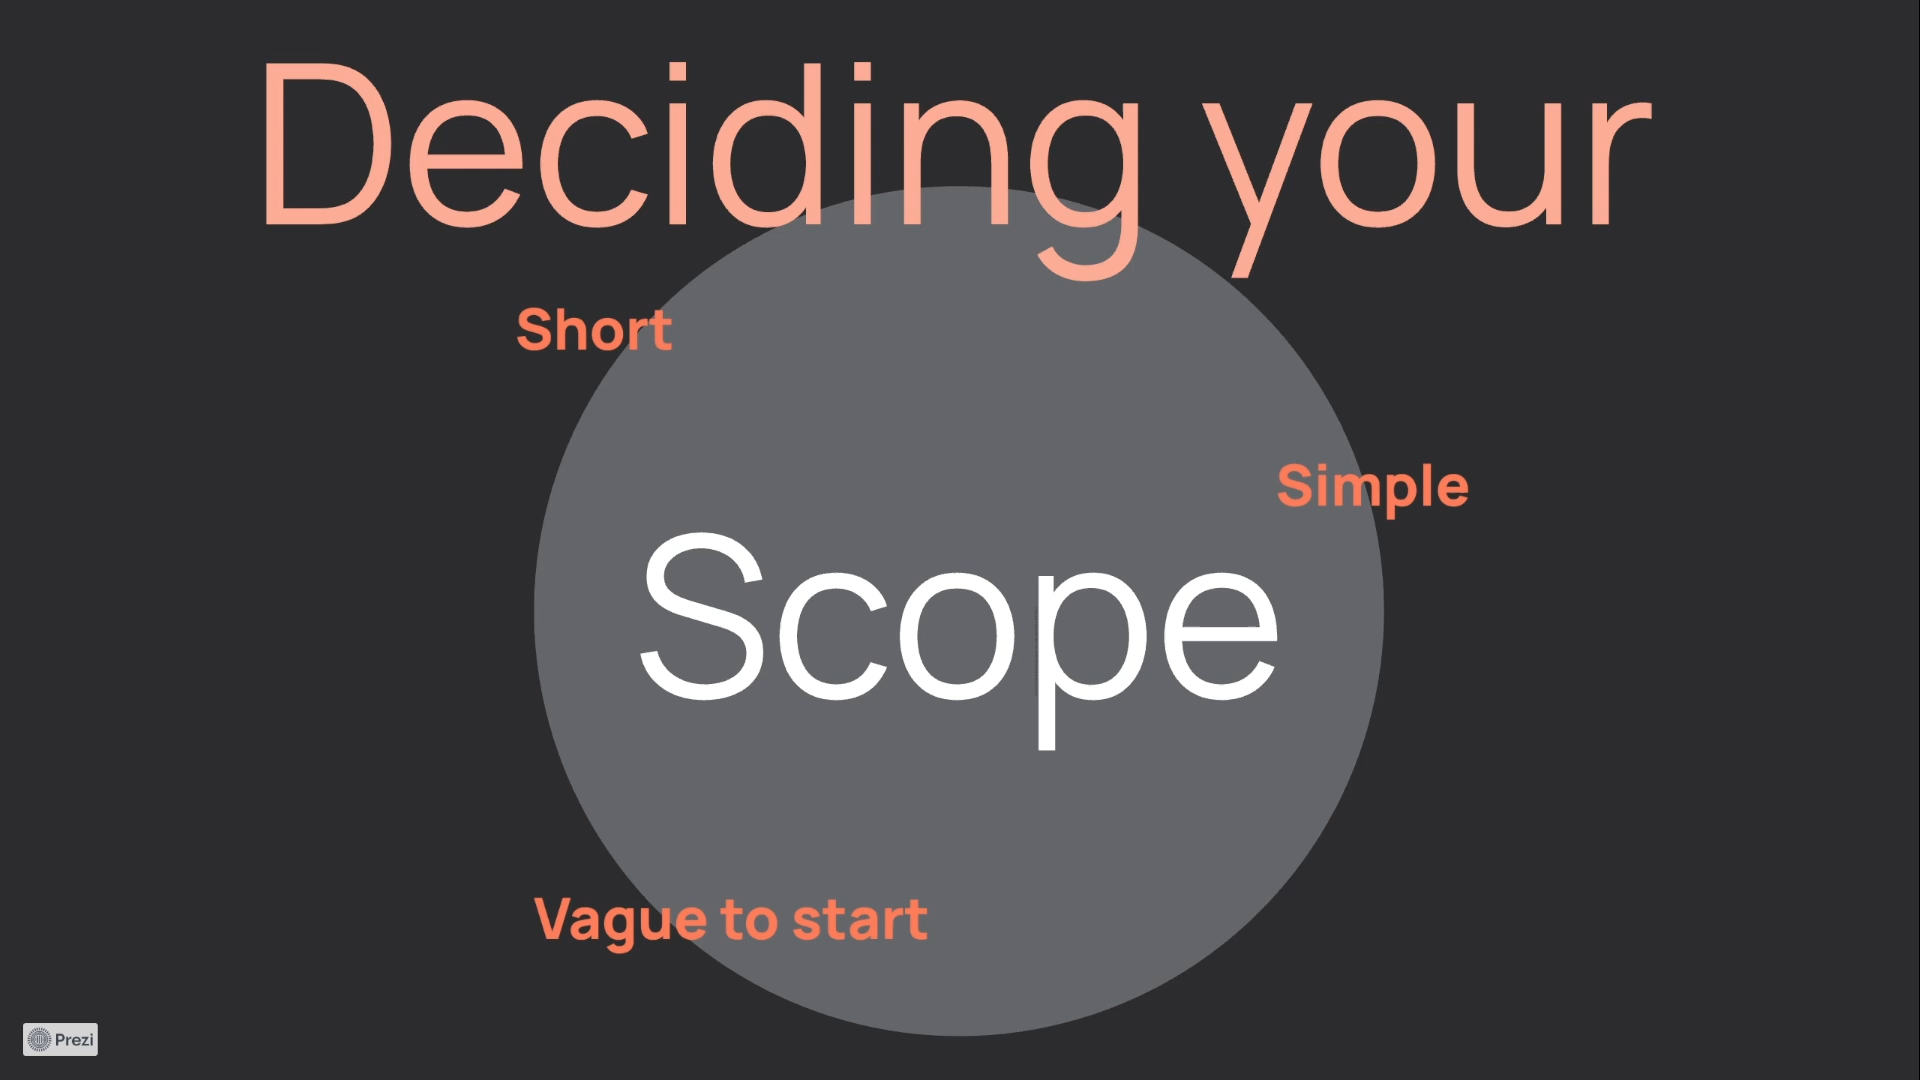 Deciding your
Short
Simple
Scope
Vague to start
Prezi